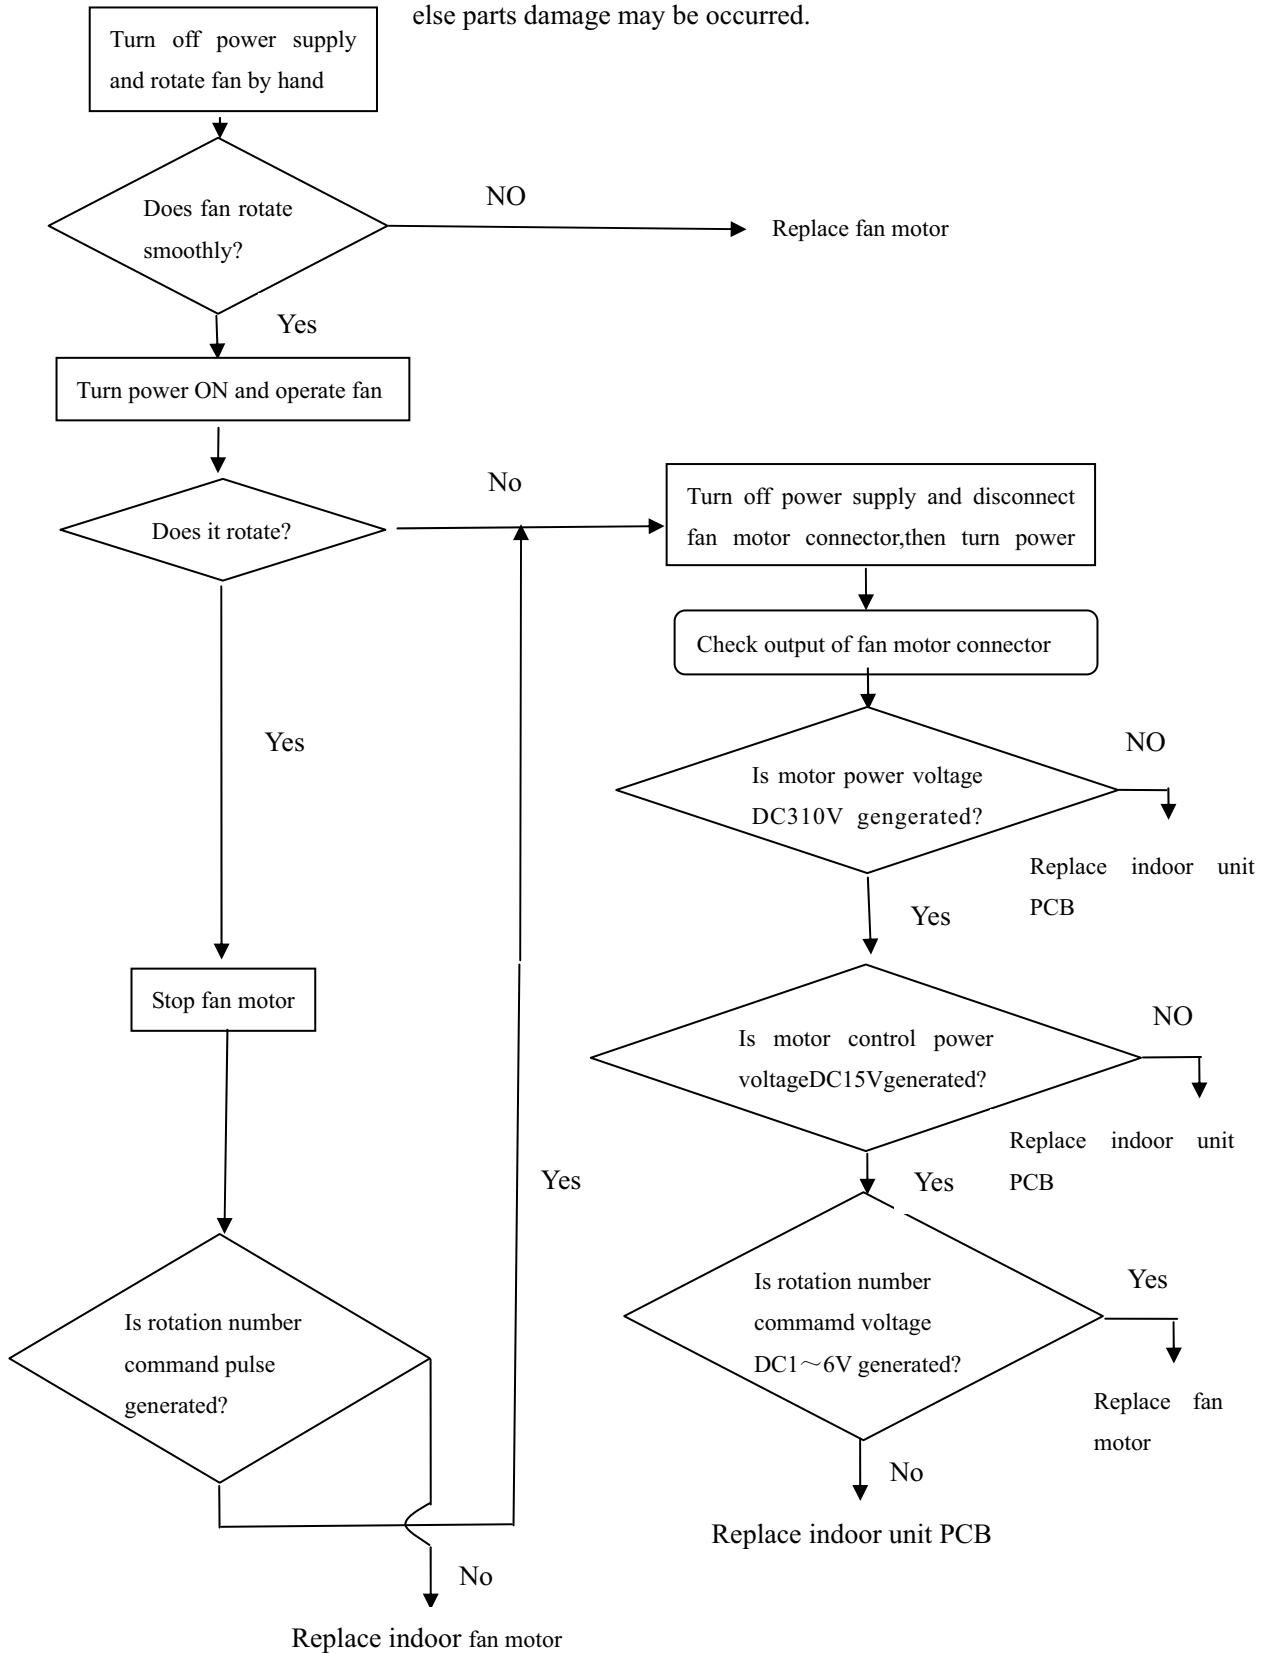 else parts damage may be occurred.
Turn off power supply
and rotate fan by hand
Does fan rotate
smoothly?
NO
Replace fan motor
Yes
Turn power ON and operate fan
Does it rotate?
No
Turn off power supply and disconnect
fan motor connector,then turn power
Check output of fan motor connector
Yes
Is motor power voltage
DC310V gengerated?
NO
Replace indoor unit
PCB
Yes
Stop fan motor
Is motor control power
voltageDC15Vgenerated?
NO
Replace indoor unit
PCB
Yes
Yes
Is rotation number
command pulse
generated?
Is rotation number
commamd voltage
DC1～6V generated?
Yes
Replace fan
motor
No
Replace indoor unit PCB
No
Replace indoor fan motor